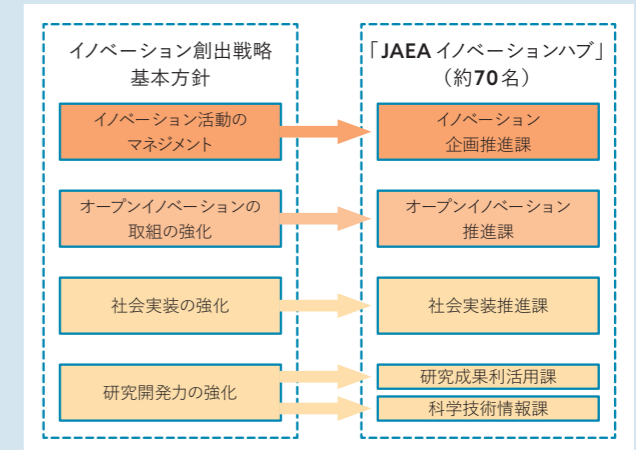 イノベーション創出戦略
基本方針
イノベーション活動の
マネジメント
オープンイノベーションの
取組の強化
社会実装の強化
研究開発力の強化
「JAEAイノベーションハブ」
（約70名）
イノベーション
企画推進課
オープンイノベーション
推進課
社会実装推進課
研究成果利活用課
科学技術情報課